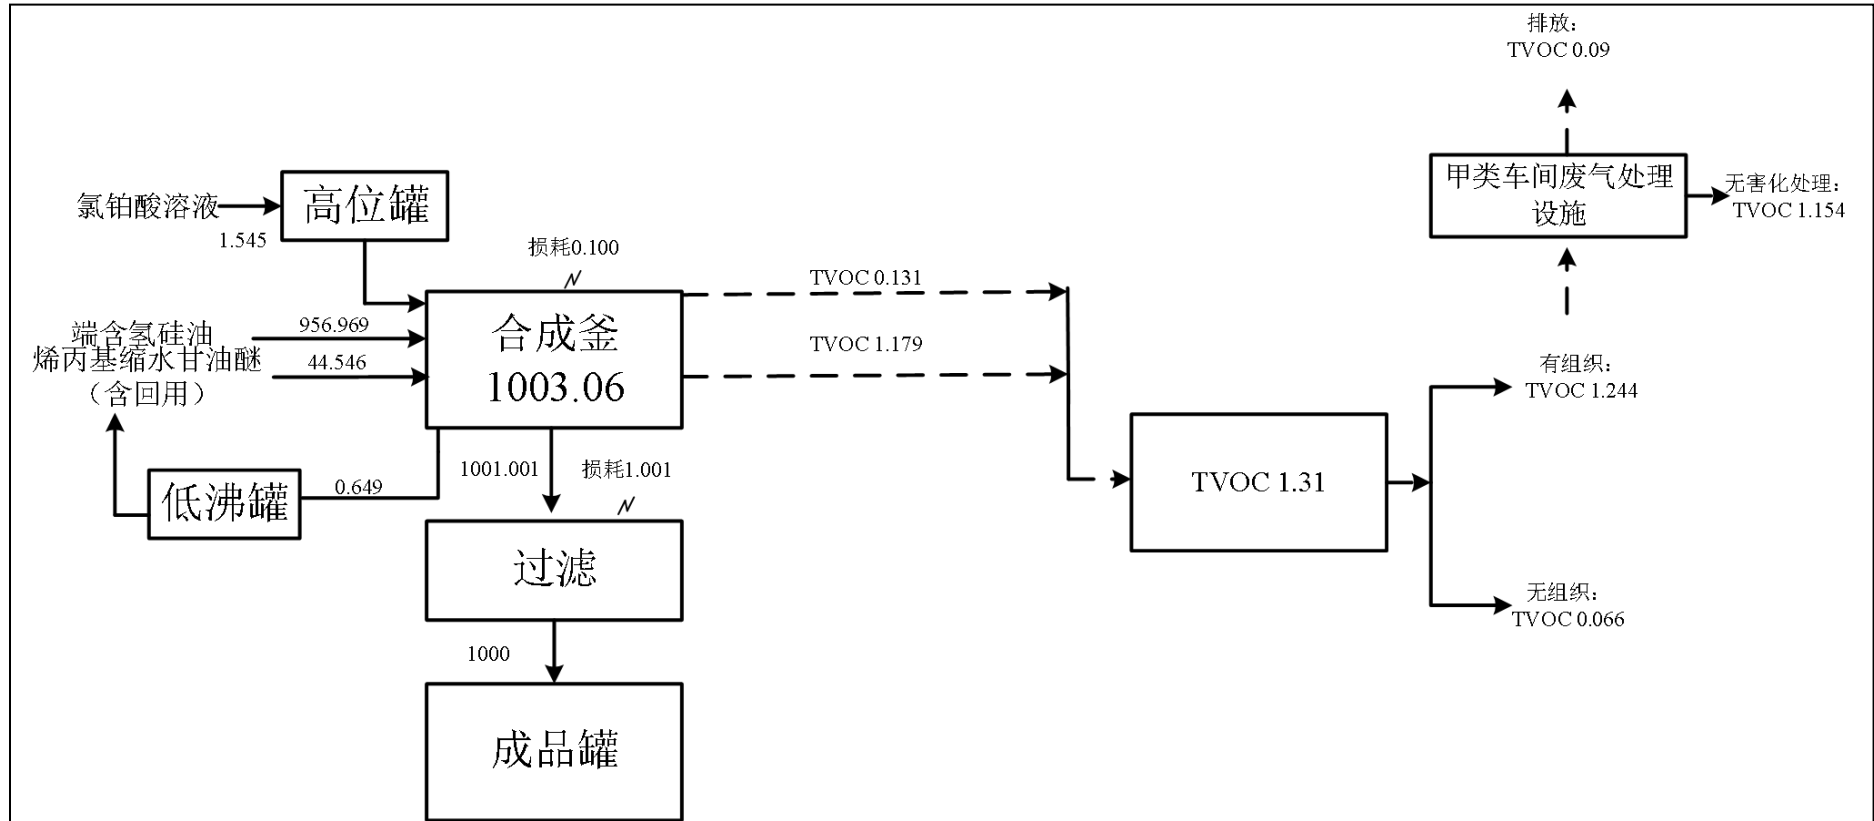 排放：
TVOC 0.09
甲类车间废气处理
设施
无害化处理：
TVOC 1.154
氯铂酸溶液
1.545
高位罐
损耗0.100
TVOC 0.131
端含氢硅油
956.969
合成釜
1003.06
TVOC 1.179
烯丙基缩水甘油醚
（含回用）
44.546
有组织：
TVOC 1.244
1001.001
损耗1.001
低沸罐
0.649
TVOC 1.31
过滤
无组织：
TVOC 0.066
1000
成品罐